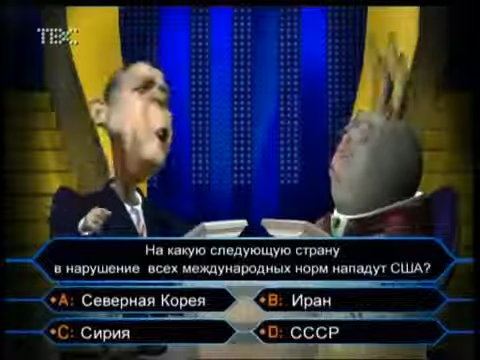 ТВС
На какую следующую страну
в нарушение всех международных норм нападут США?
A: Северная Корея
B: Иран
C: Сирия
D: СССР